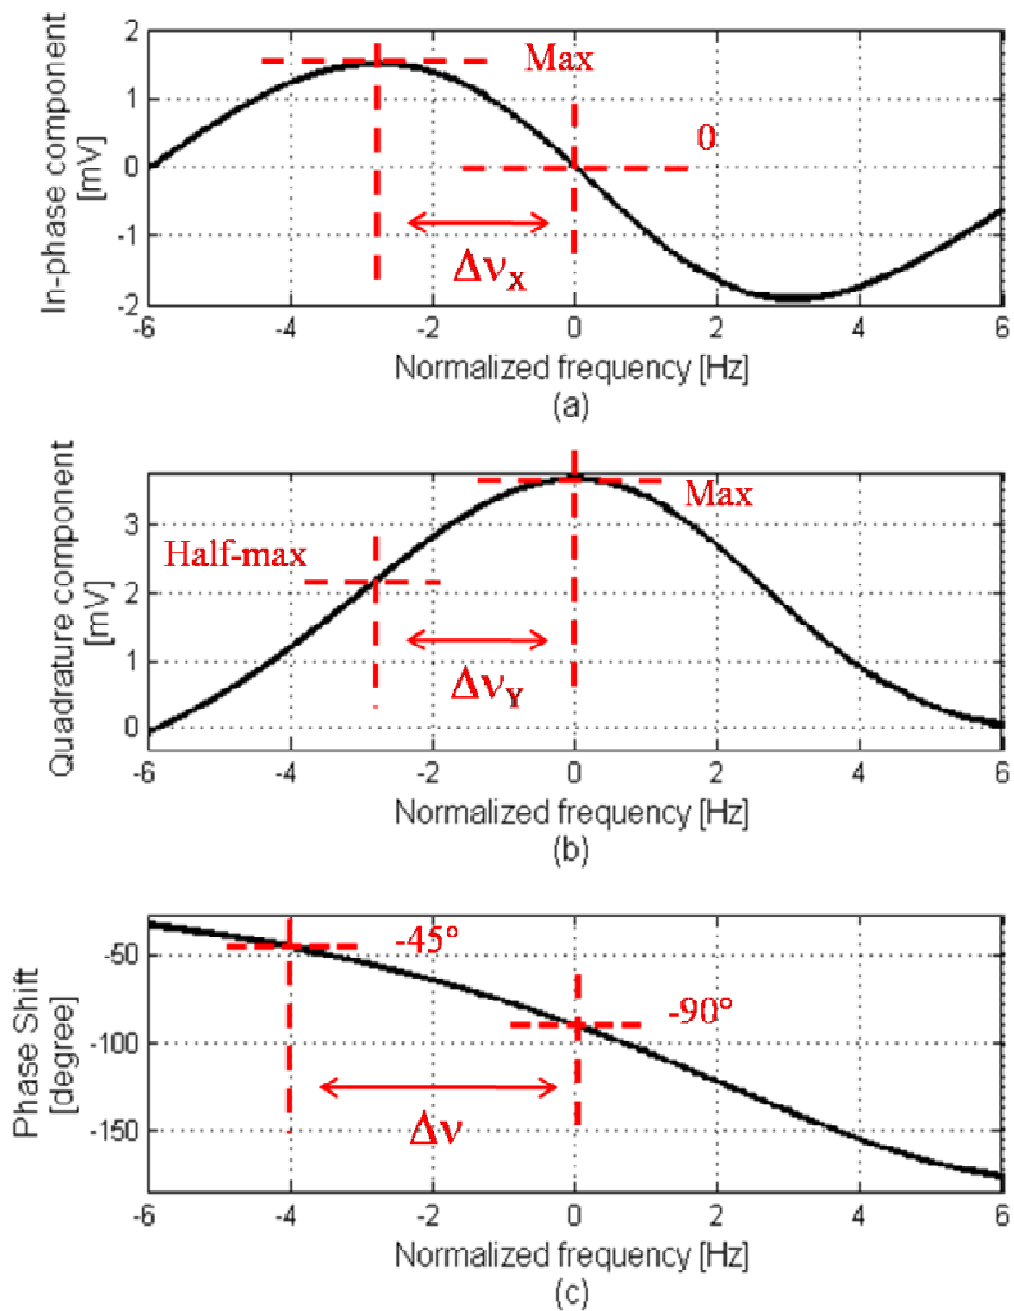 2
1
0
-1
-2
In-phase component
[mV]
Max
0
Δν_X
-6 -4 -2 0 2 4 6
Normalized frequency [Hz]
(a)
3
2
1
0
Quadrature component
[mV]
Max
Half-max
Δν_Y
-6 -4 -2 0 2 4 6
Normalized frequency [Hz]
(b)
-50
-100
-150
Phase Shift
[degree]
-45°
-90°
Δν
-6 -4 -2 0 2 4 6
Normalized frequency [Hz]
(c)